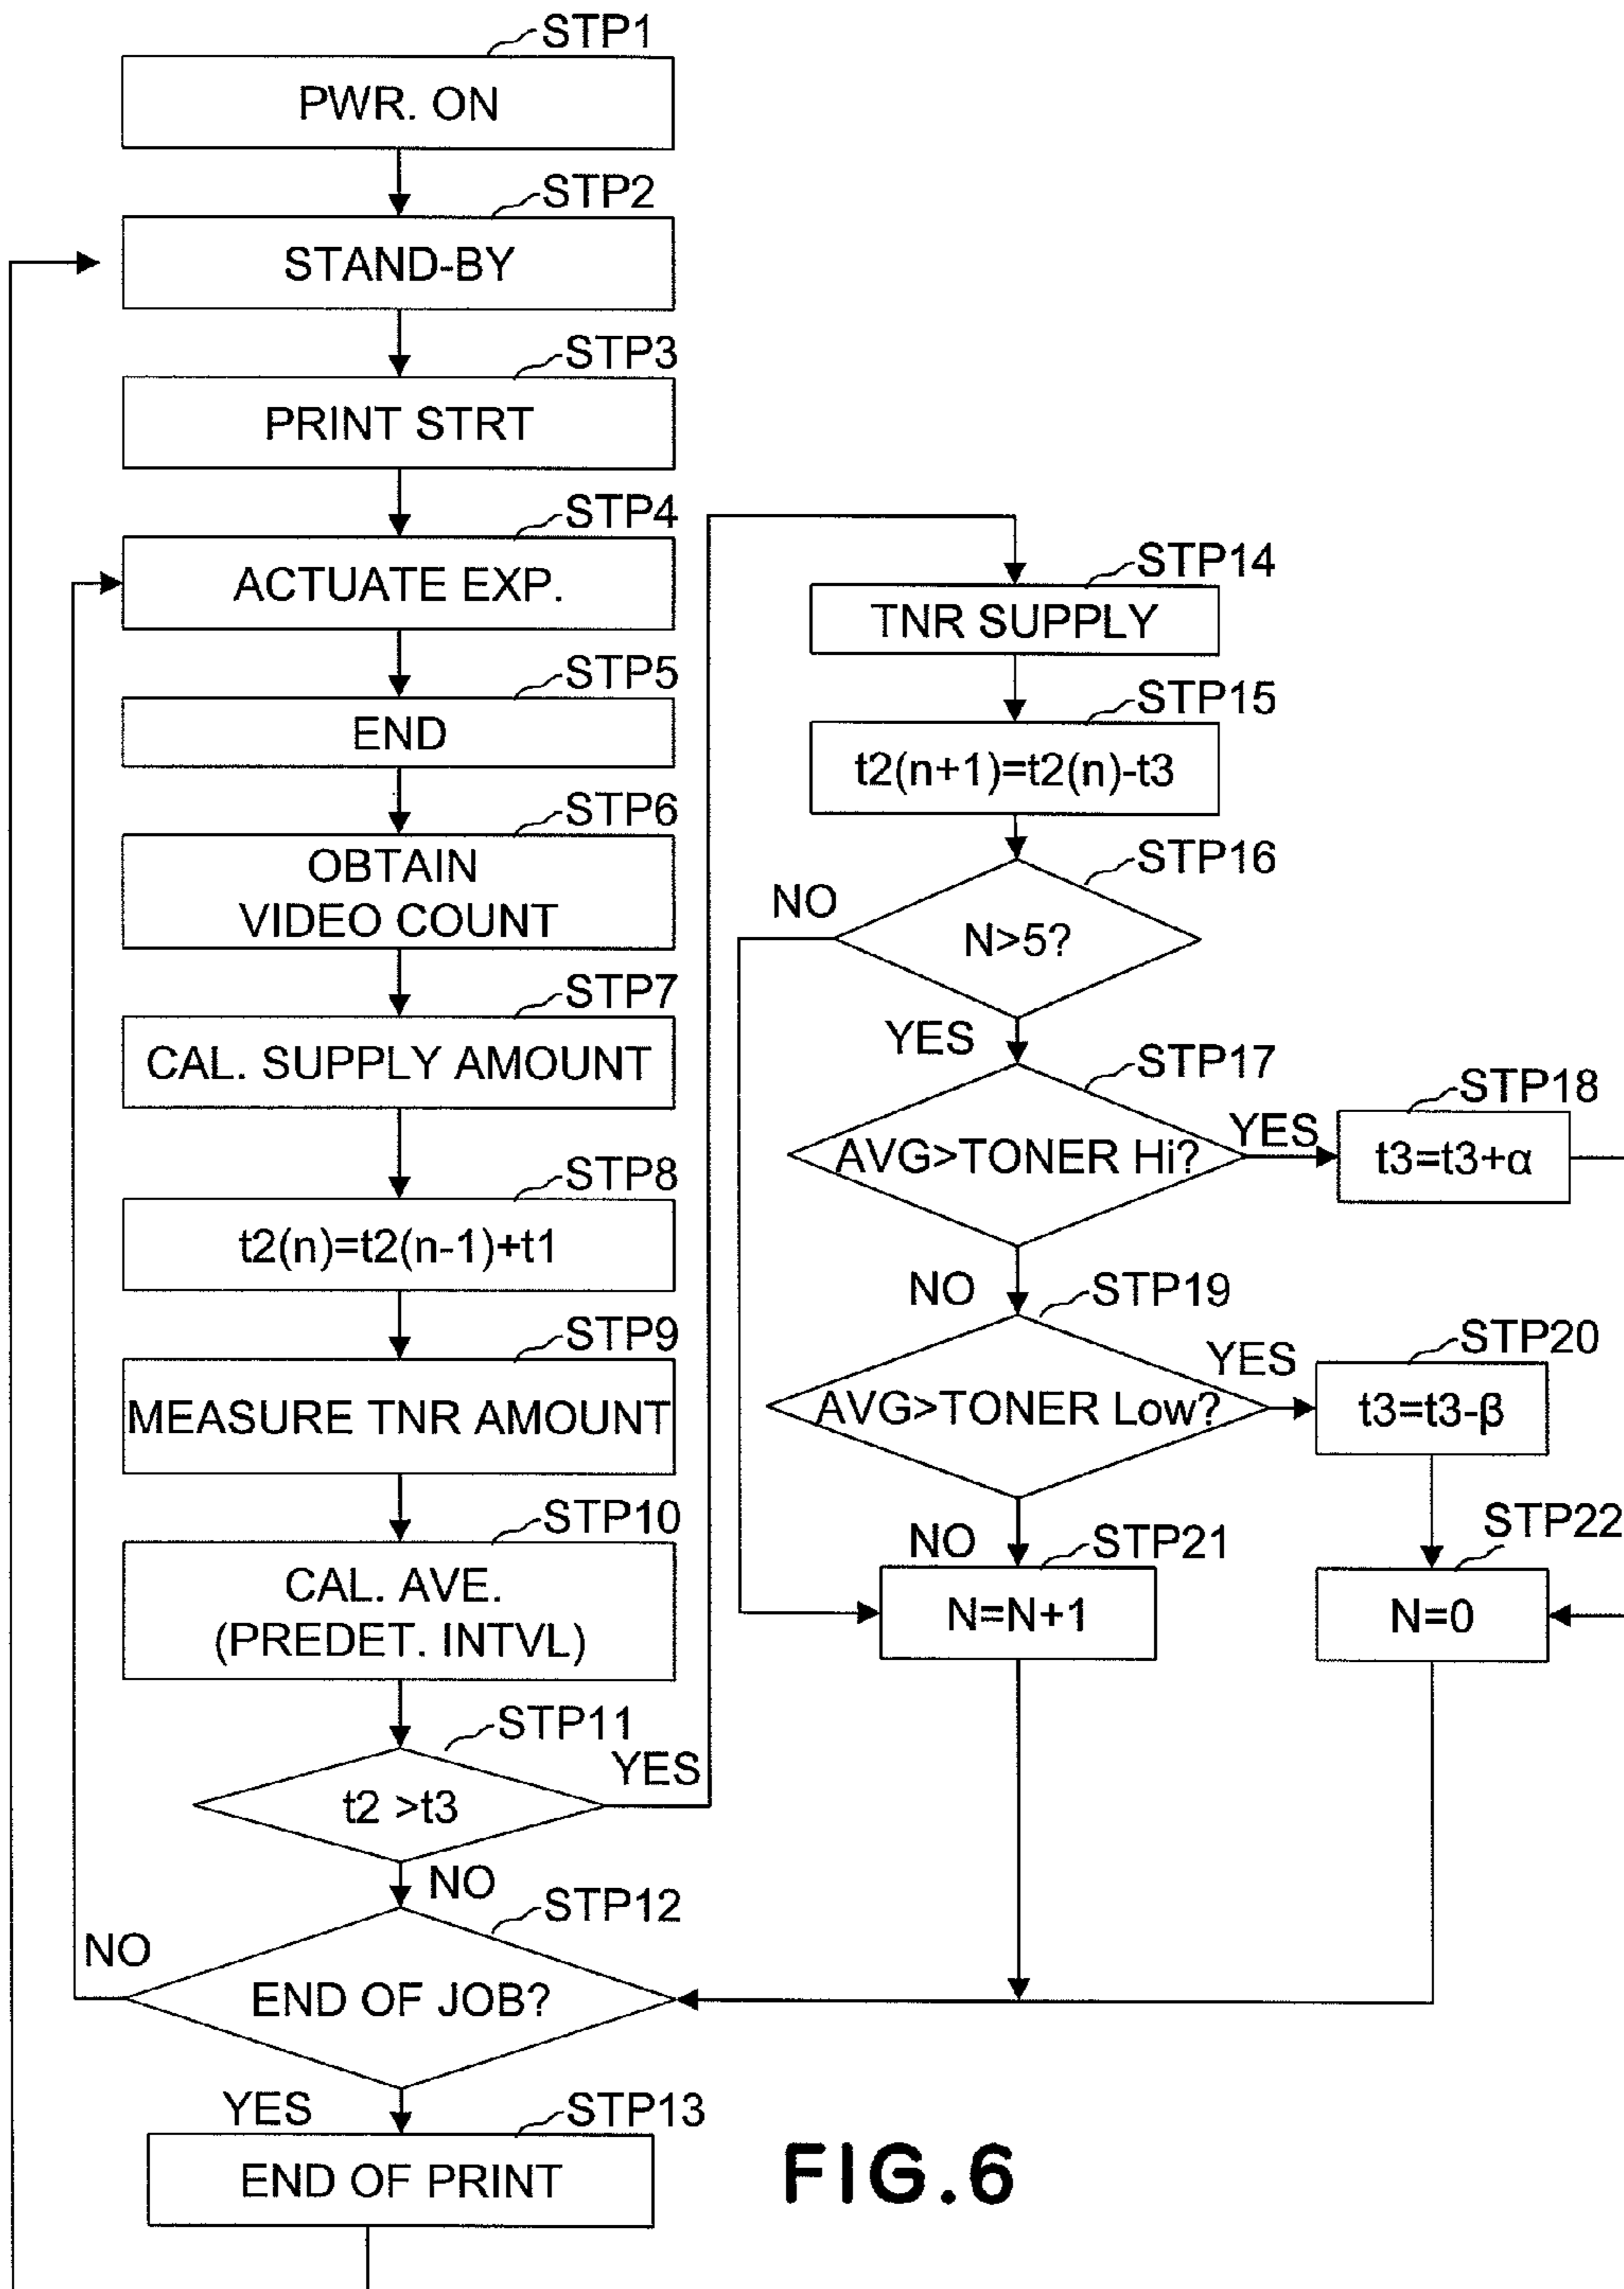 STP1
PWR. ON
STP2
STAND-BY
STP3
PRINT STRT
STP4
ACTUATE EXP.
STP5
END
STP6
OBTAIN
VIDEO COUNT
STP7
CAL. SUPPLY AMOUNT
STP8
t2(n)=t2(n-1)+t1
STP9
MEASURE TNR AMOUNT
STP10
CAL. AVE.
(PREDET. INTVL)
STP11
t2 >t3
YES
NO
STP12
END OF JOB?
NO
YES
STP13
END OF PRINT
STP14
TNR SUPPLY
STP15
t2(n+1)=t2(n)-t3
STP16
N>5?
NO
YES
STP17
AVG>TONER Hi?
YES
STP18
t3=t3+α
NO
STP19
AVG>TONER Low?
YES
STP20
t3=t3-β
NO
STP21
N=N+1
STP22
N=0
FIG.6